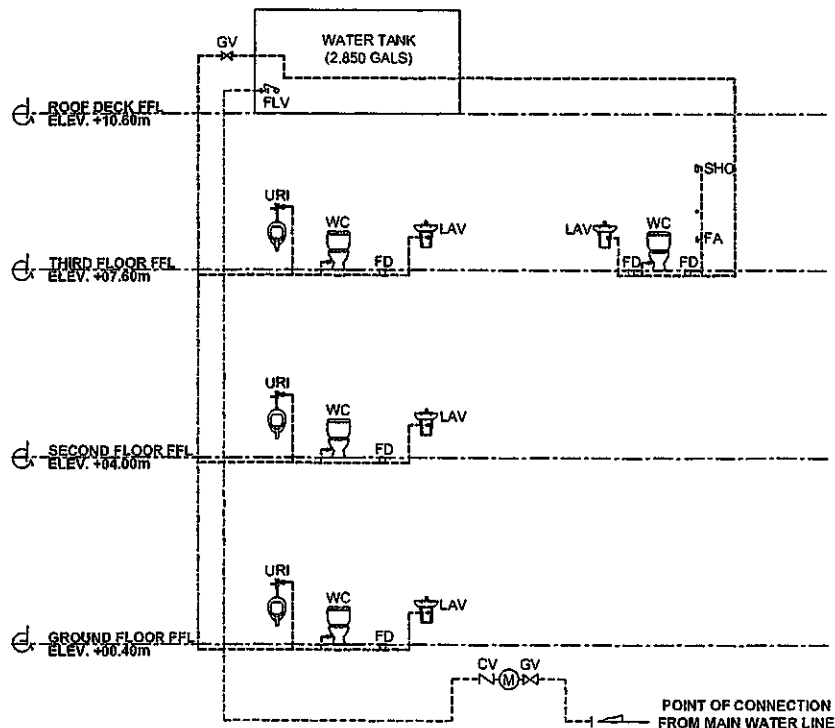 GV
WATER TANK
(2,850 GALS)
FLV
ROOF DECK FFL
ELEV. +10.60m
SHO
URI
WC
LAV
LAV
WC
FA
FD
FD
FD
THIRD FLOOR FFL
ELEV. +07.60m
URI
WC
LAV
FD
SECOND FLOOR FFL
ELEV. +04.00m
URI
WC
LAV
FD
GROUND FLOOR FFL
ELEV. +00.40m
CV
M
GV
POINT OF CONNECTION
FROM MAIN WATER LINE